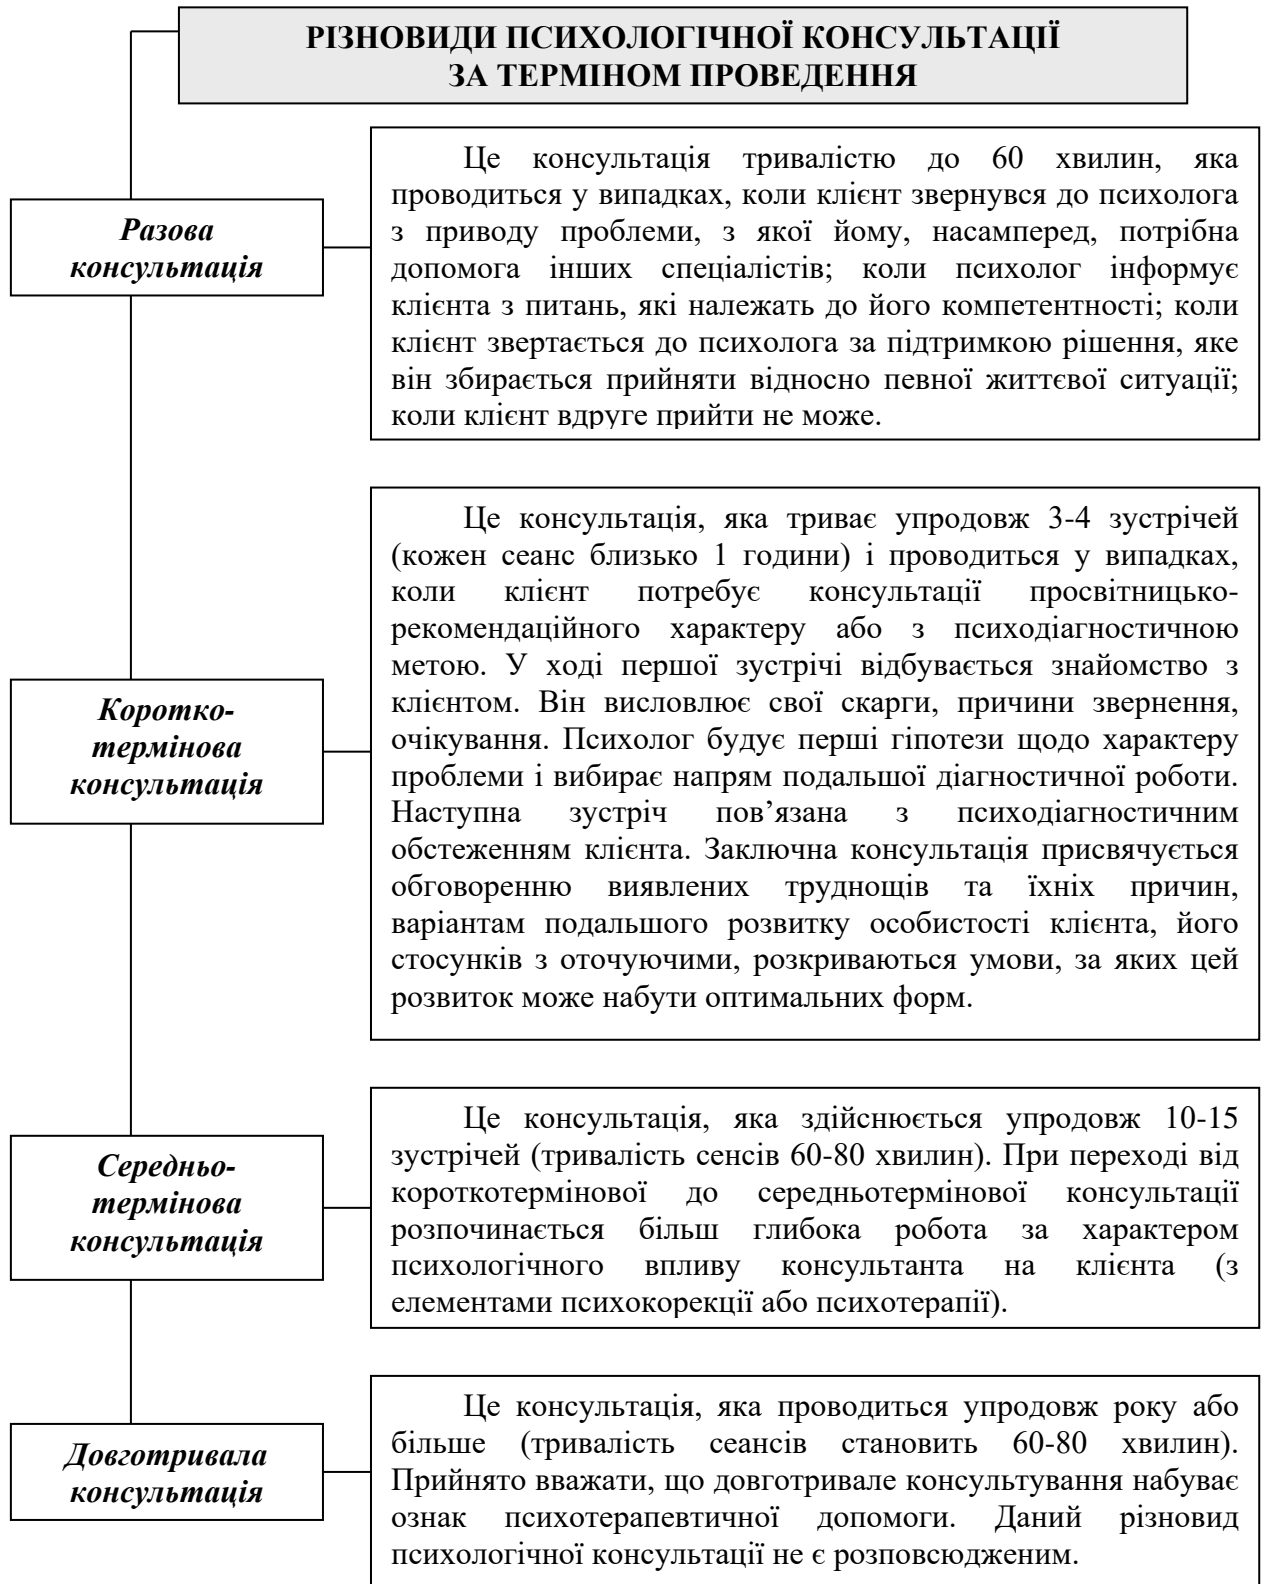 РІЗНОВИДИ ПСИХОЛОГІЧНОЇ КОНСУЛЬТАЦІЇ
ЗА ТЕРМІНОМ ПРОВЕДЕННЯ
Разова
консультація
Це консультація тривалістю до 60 хвилин, яка
проводиться у випадках, коли клієнт звернувся до психолога
з приводу проблеми, з якої йому, насамперед, потрібна
допомога інших спеціалістів; коли психолог інформує
клієнта з питань, які належать до його компетентності; коли
клієнт звертається до психолога за підтримкою рішення, яке
він збирається прийняти відносно певної життєвої ситуації;
коли клієнт вдруге прийти не може.
Коротко-
термінова
консультація
Це консультація, яка триває упродовж 3-4 зустрічей
(кожен сеанс близько 1 години) і проводиться у випадках,
коли клієнт потребує консультації просвітницько-
рекомендаційного характеру або з психодіагностичною
метою. У ході першої зустрічі відбувається знайомство з
клієнтом. Він висловлює свої скарги, причини звернення,
очікування. Психолог будує перші гіпотези щодо характеру
проблеми і вибирає напрям подальшої діагностичної роботи.
Наступна зустріч пов’язана з психодіагностичним
обстеженням клієнта. Заключна консультація присвячується
обговоренню виявлених труднощів та їхніх причин,
варіантам подальшого розвитку особистості клієнта, його
стосунків з оточуючими, розкриваються умови, за яких цей
розвиток може набути оптимальних форм.
Середньо-
термінова
консультація
Це консультація, яка здійснюється упродовж 10-15
зустрічей (тривалість сенсів 60-80 хвилин). При переході від
короткотермінової до середньотермінової консультації
розпочинається більш глибока робота за характером
психологічного впливу консультанта на клієнта (з
елементами психокорекції або психотерапії).
Довготривала
консультація
Це консультація, яка проводиться упродовж року або
більше (тривалість сеансів становить 60-80 хвилин).
Прийнято вважати, що довготривале консультування набуває
ознак психотерапевтичної допомоги. Даний різновид
психологічної консультації не є розповсюдженим.